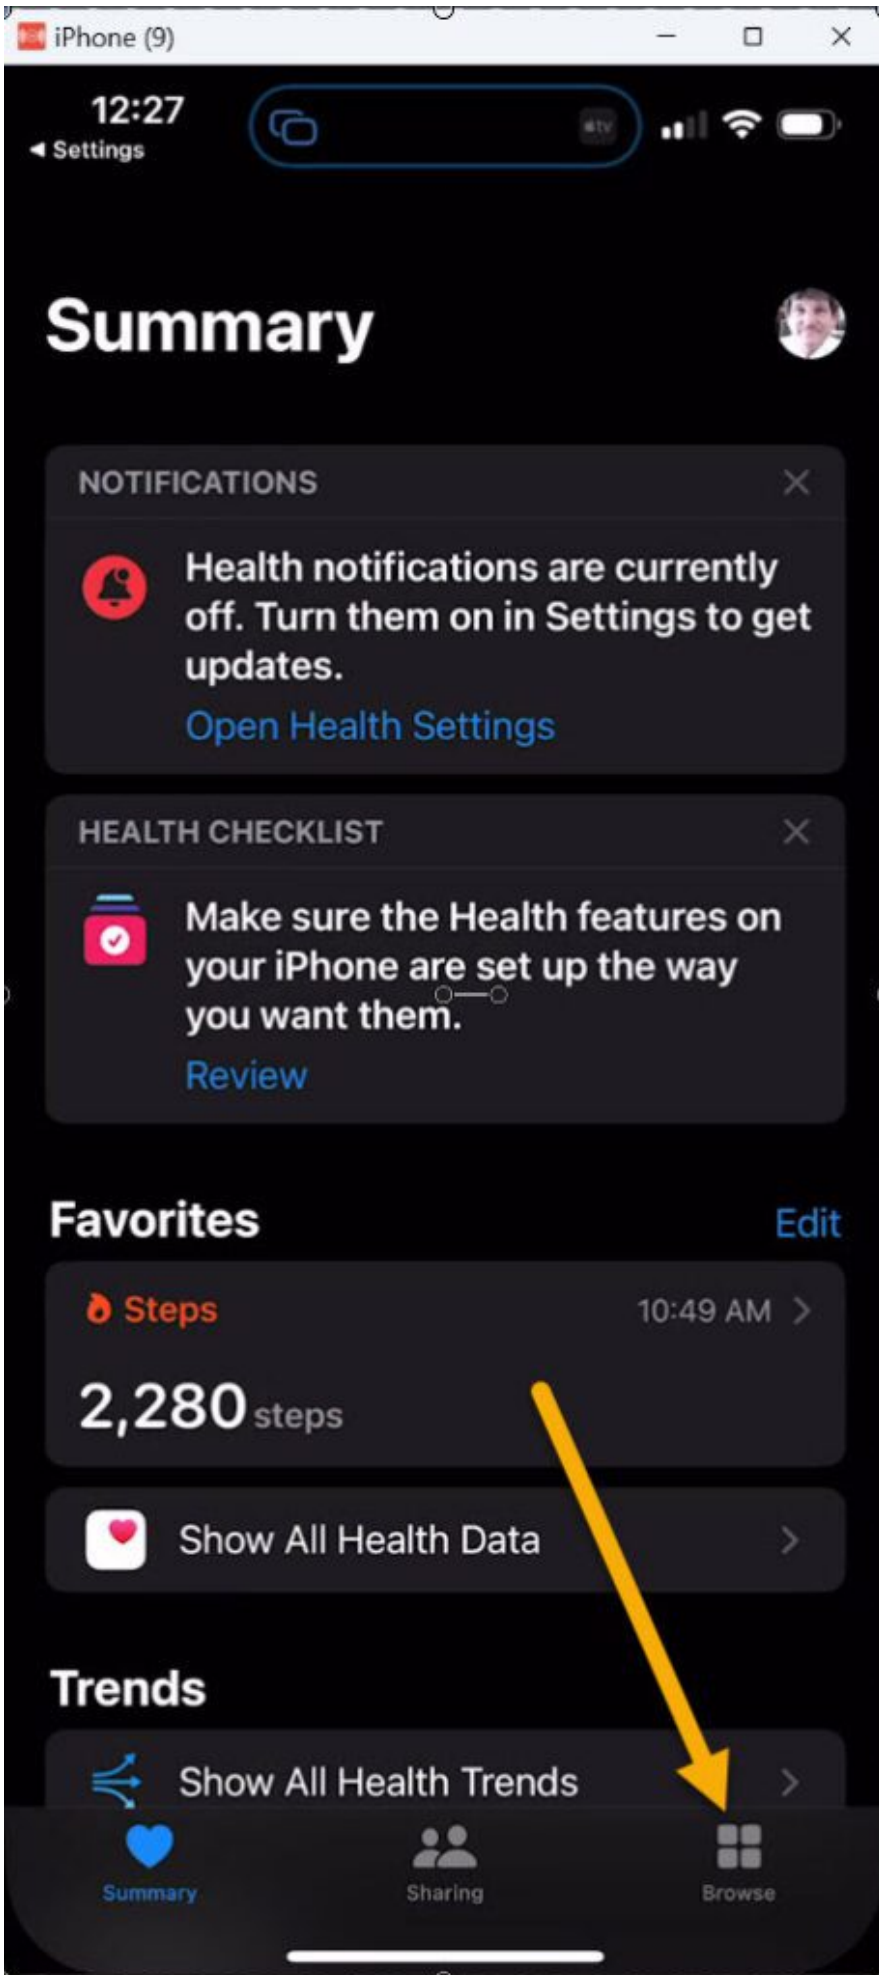 iPhone (9)
12:27
Settings
tv
Summary
NOTIFICATIONS
Health notifications are currently
off. Turn them on in Settings to get
updates.
Open Health Settings
HEALTH CHECKLIST
Make sure the Health features on
your iPhone are set up the way
you want them.
Review
Favorites
Edit
Steps
10:49 AM
2,280 steps
Show All Health Data
Trends
Show All Health Trends
Summary
Sharing
Browse